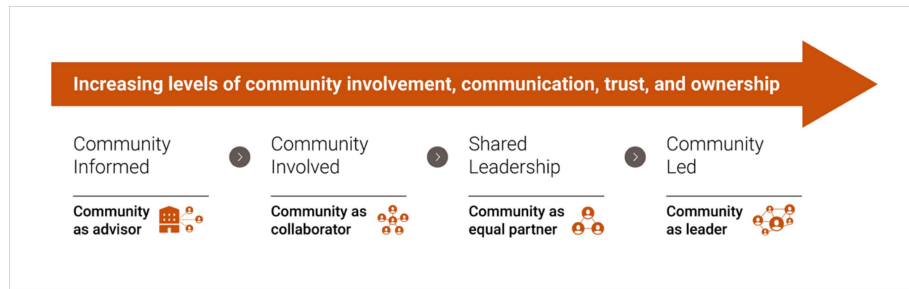 Increasing levels of community involvement, communication, trust, and ownership
Community
Informed
Community
Involved
Shared
Leadership
Community
Led
Community
as advisor
Community as
collaborator
Community as
equal partner
Community
as leader